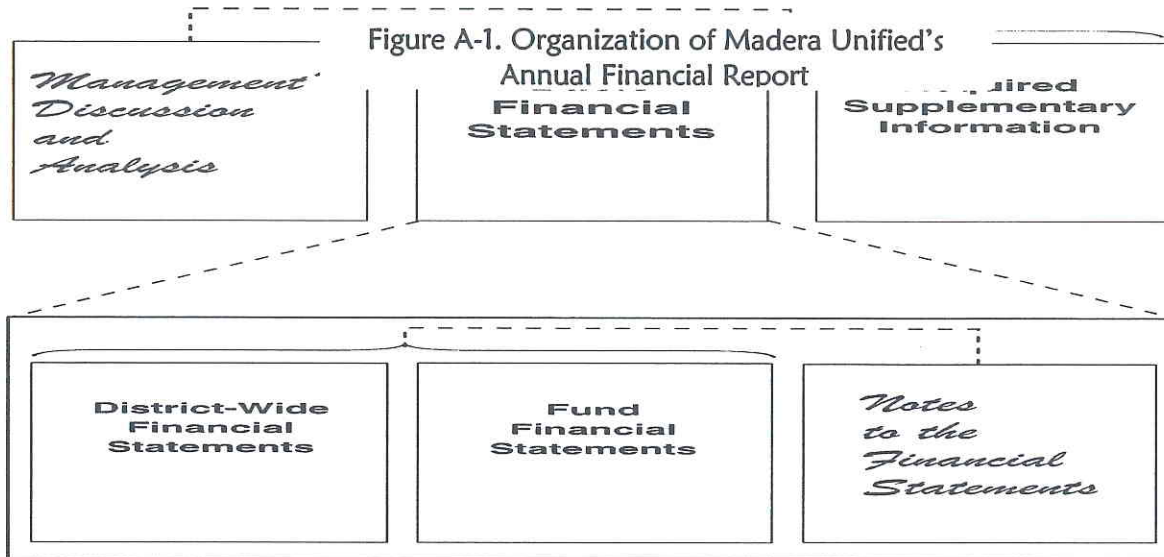 Figure A-1. Organization of Madera Unified's
Annual Financial Report
Management'
Discussion
and
Analysis
Financial
Statements
Supplementary
Information
District-Wide
Financial
Statements
Fund
Financial
Statements
Notes
to the
Financial
Statements